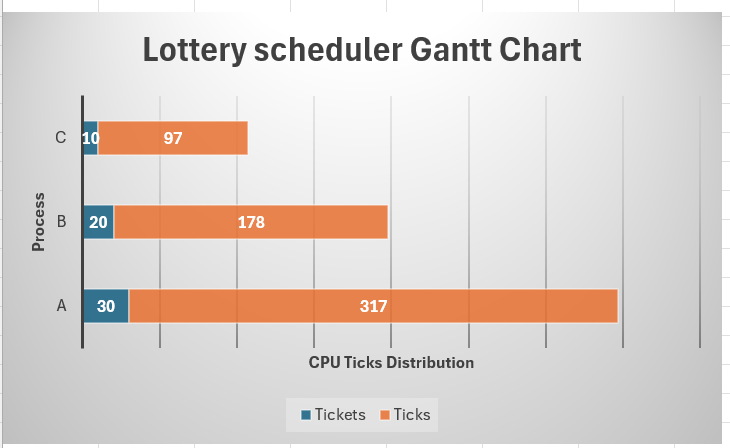 Lottery scheduler Gantt Chart
C 10 97
B 20 178
A 30 317
Process
CPU Ticks Distribution
Tickets Ticks